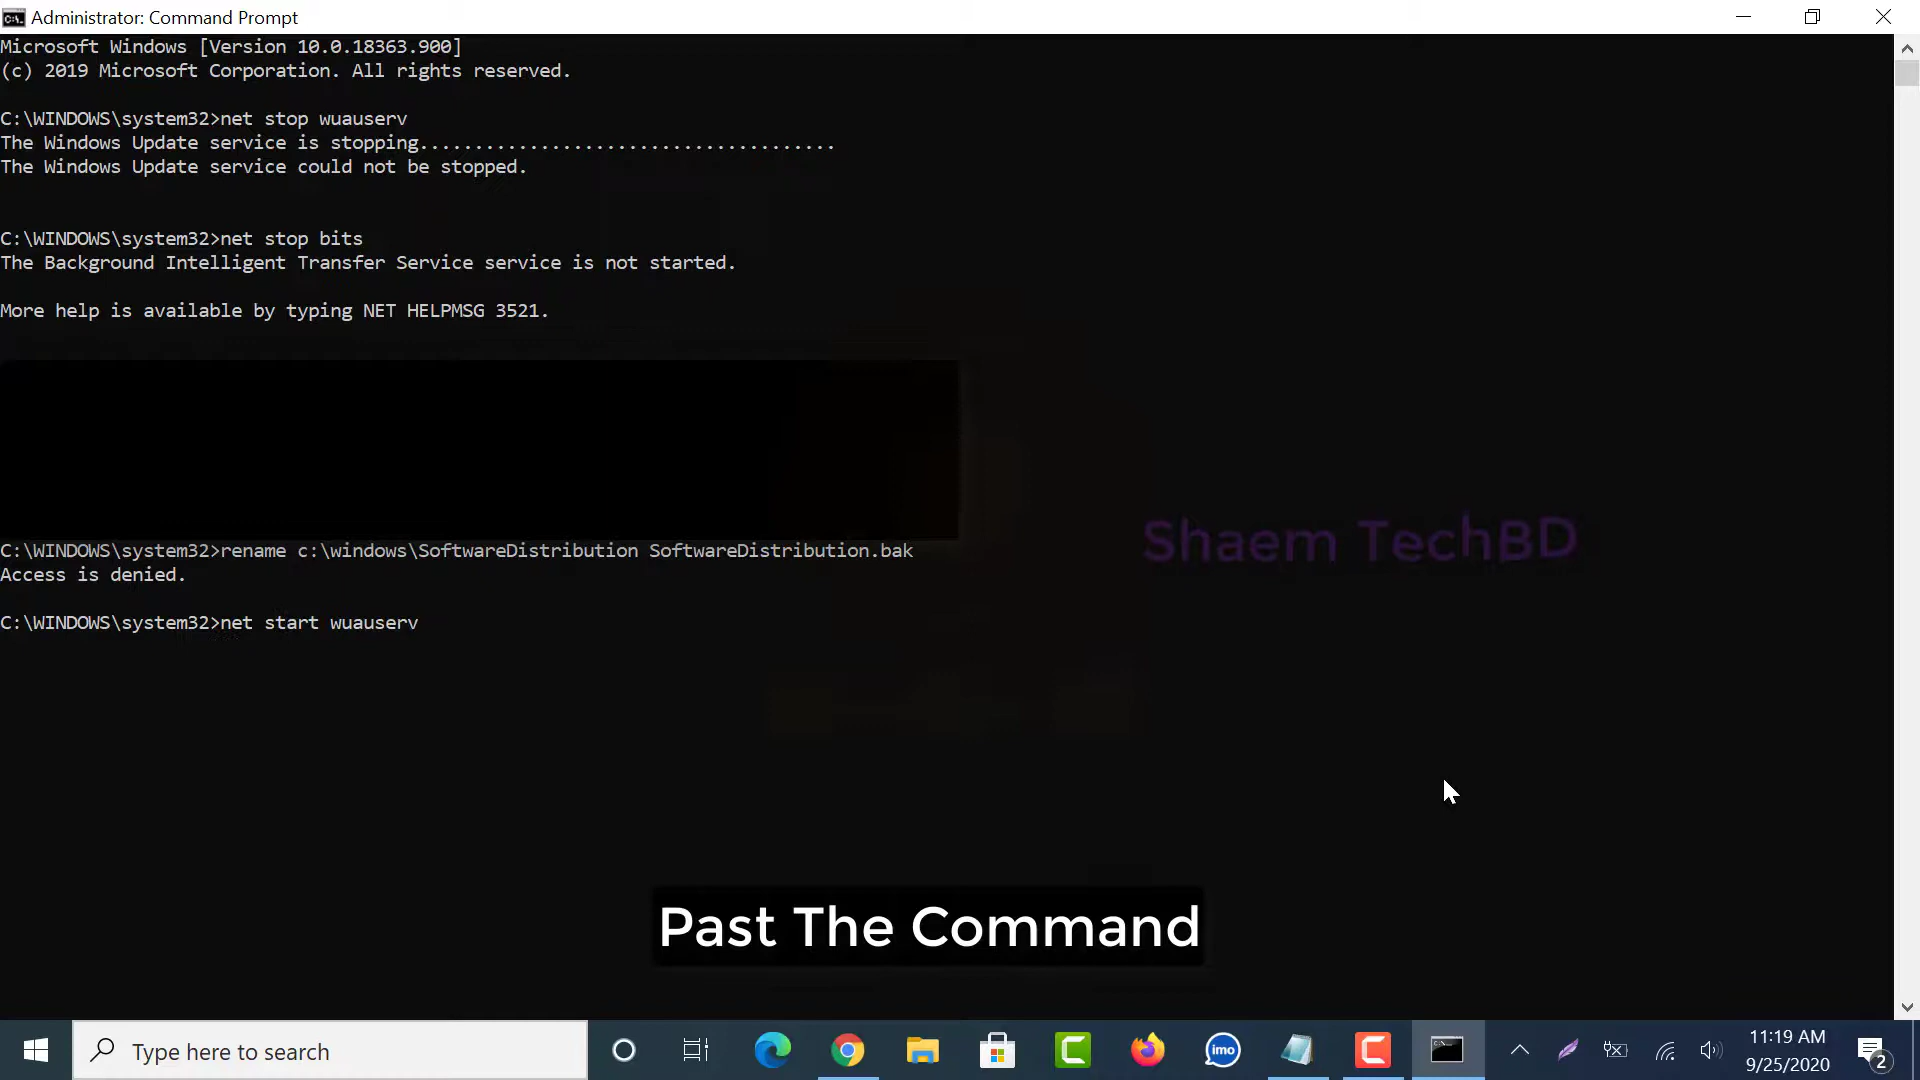 Administrator: Command Prompt
Microsoft Windows [Version 10.0.18363.900]
(c) 2019 Microsoft Corporation. All rights reserved.
C:\WINDOWS\system32>net stop wuauserv
The Windows Update service is stopping......................................
The Windows Update service could not be stopped.
C:\WINDOWS\system32>net stop bits
The Background Intelligent Transfer Service service is not started.
More help is available by typing NET HELPMSG 3521.
C:\WINDOWS\system32>rename c:\windows\SoftwareDistribution SoftwareDistribution.bak
Access is denied.
C:\WINDOWS\system32>net start wuauserv
Shaem TechBD
Past The Command
Type here to search
imo
11:19 AM
9/25/2020
2